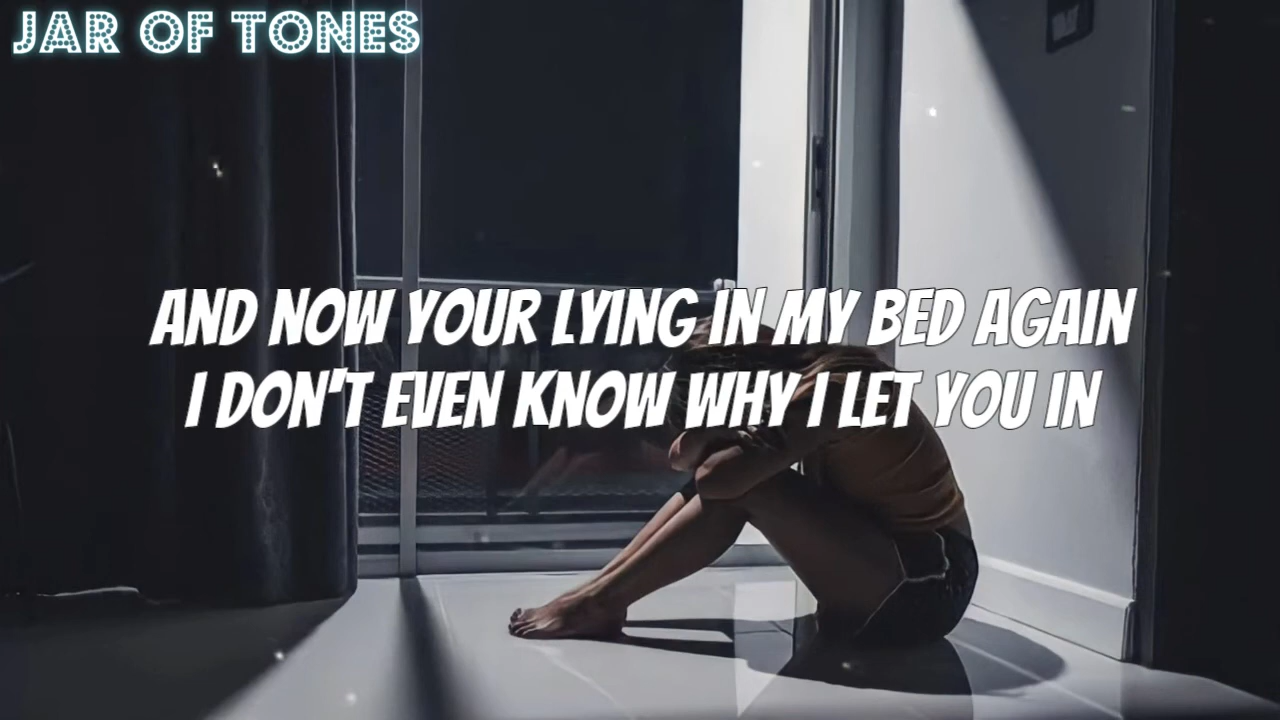 JAR OF TONES
AND NOW YOUR LYING IN MY BED AGAIN
I DON'T EVEN KNOW WHY I LET YOU IN